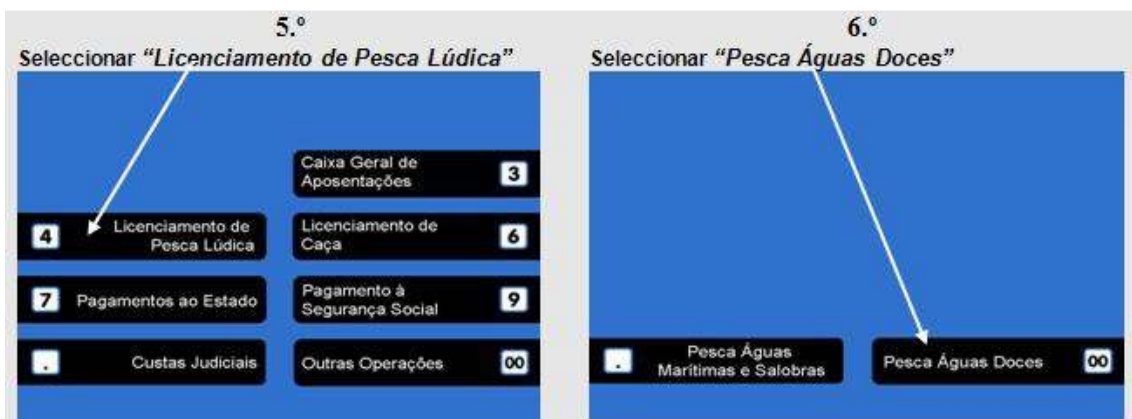 5.º
Seleccionar “Licenciamento de Pesca Lúdica”
Caixa Geral de
Aposentações
3
4
Licenciamento de
Pesca Lúdica
Licenciamento de
Caça
6
7
Pagamentos ao Estado
Pagamento à
Segurança Social
9
.
Custas Judiciais
Outras Operações
00
6.º
Seleccionar “Pesca Águas Doces”
.
Pesca Águas
Marítimas e Salobras
Pesca Águas Doces
00